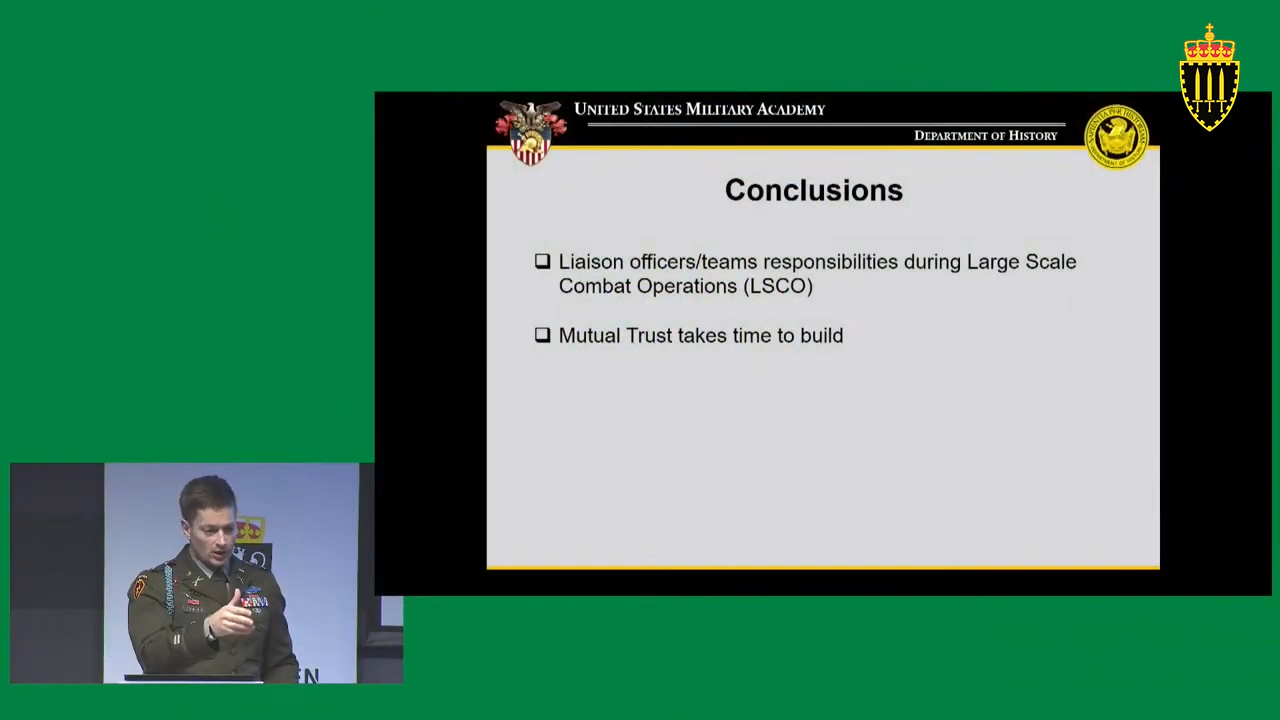 UNITED STATES MILITARY ACADEMY
DEPARTMENT OF HISTORY
Conclusions
Liaison officers/teams responsibilities during Large Scale
Combat Operations (LSCO)
Mutual Trust takes time to build
EN